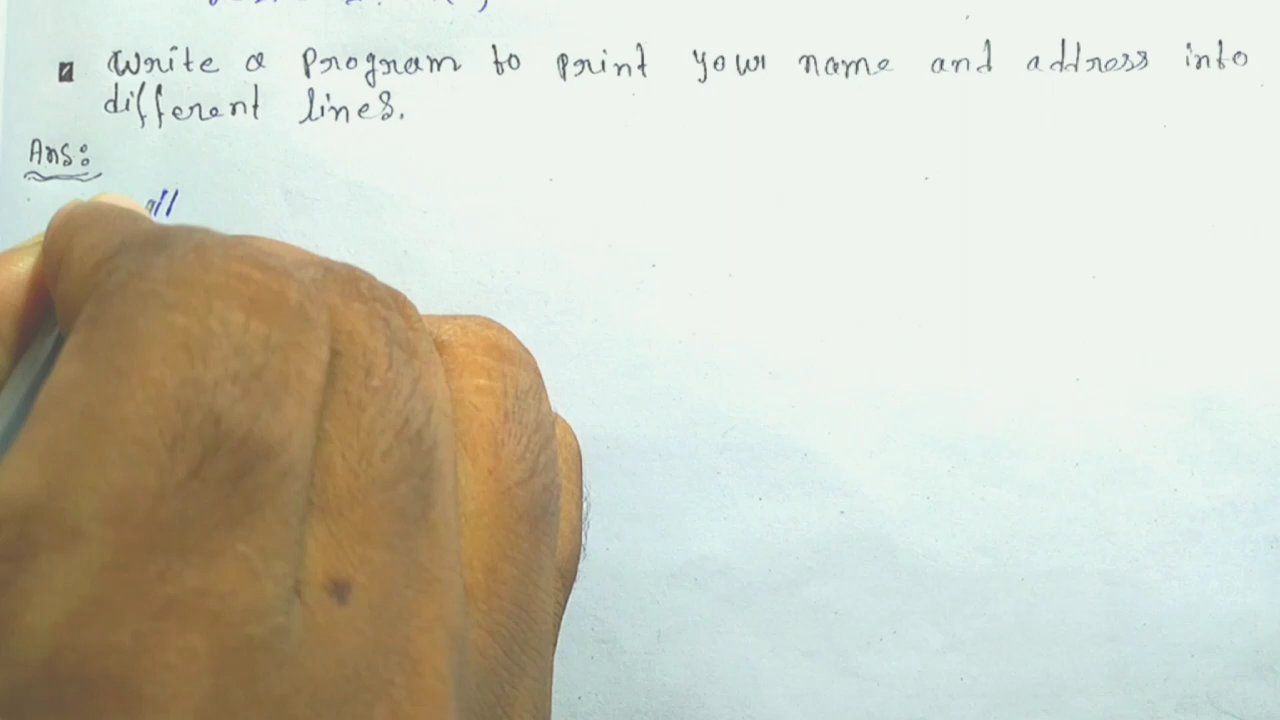 Write a program to print your name and address into
different lines.
Ans:
//